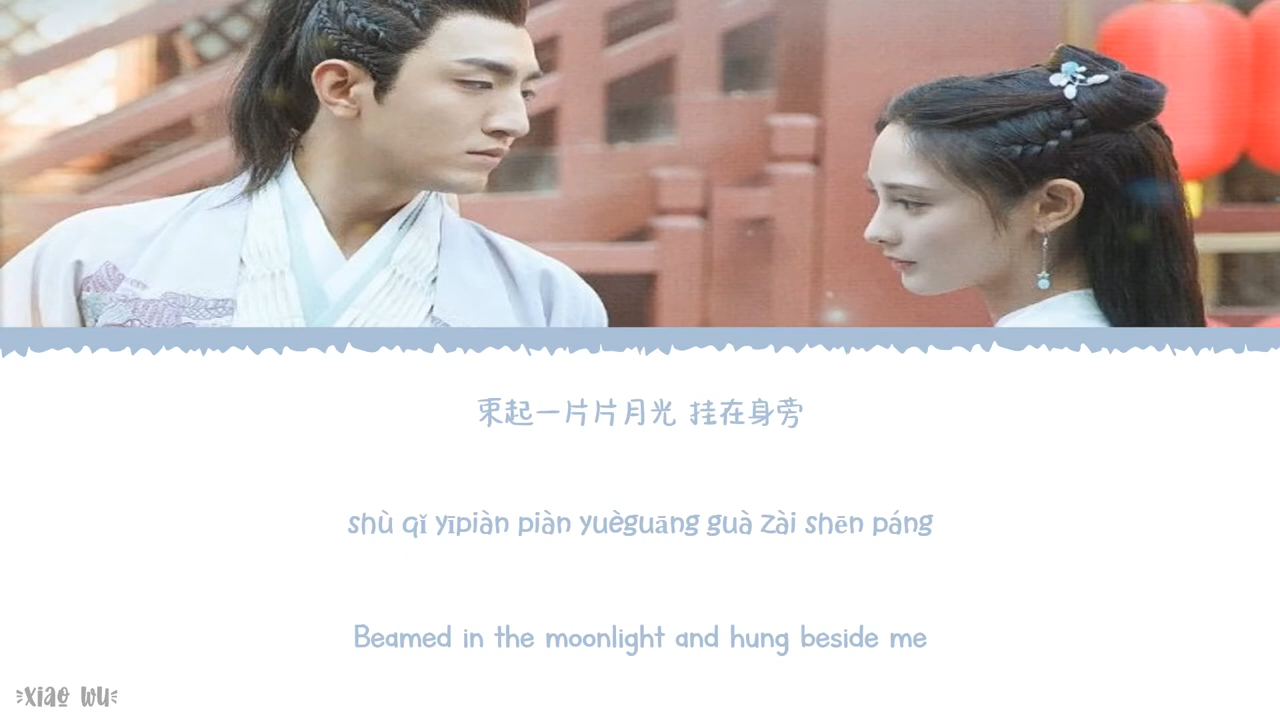 束起一片片月光 挂在身旁
shù qǐ yīpiàn piàn yuèguāng guà zài shēn páng
Beamed in the moonlight and hung beside me
xiao wu